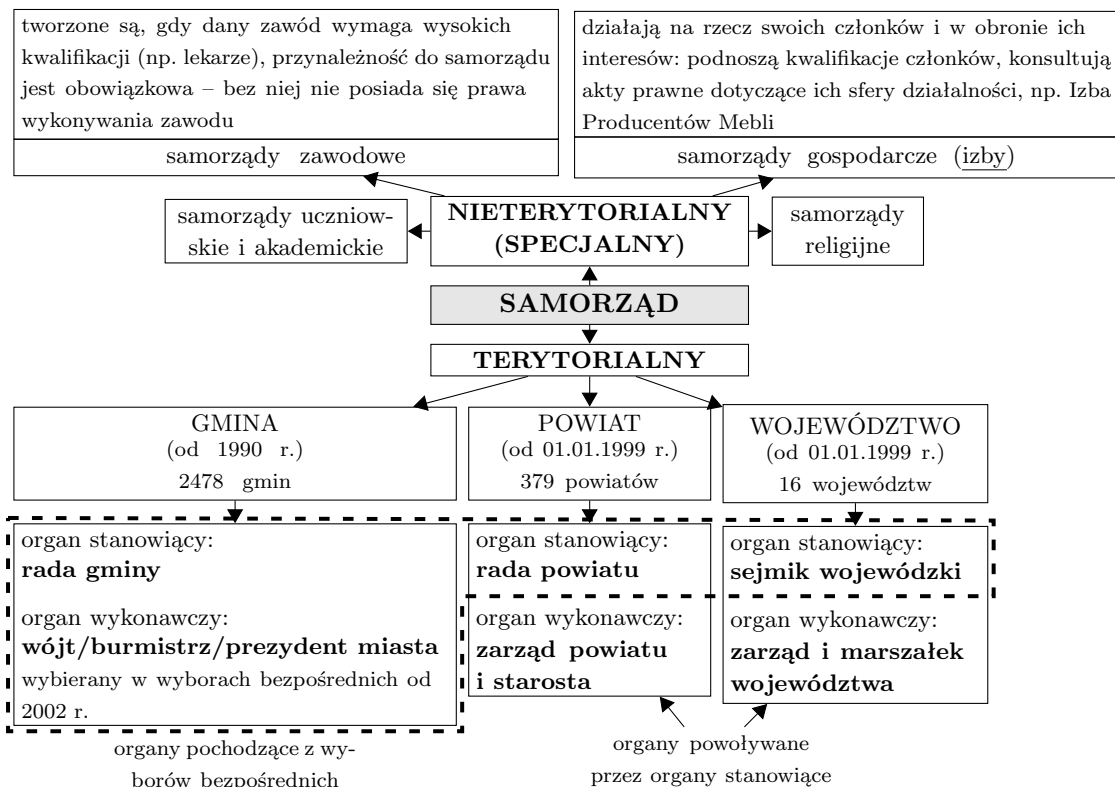 tworzone są, gdy dany zawód wymaga wysokich
kwalifikacji (np. lekarze), przynależność do samorządu
jest obowiązkowa – bez niej nie posiada się prawa
wykonywania zawodu
samorządy zawodowe
działają na rzecz swoich członków i w obronie ich
interesów: podnoszą kwalifikacje członków, konsultują
akty prawne dotyczące ich sfery działalności, np. Izba
Producentów Mebli
samorządy gospodarcze (izby)
samorządy uczniow-
skie i akademickie
NIETERYTORIALNY
(SPECJALNY)
samorządy
religijne
SAMORZĄD
TERYTORIALNY
GMINA
(od 1990 r.)
2478 gmin
POWIAT
(od 01.01.1999 r.)
379 powiatów
WOJEWÓDZTWO
(od 01.01.1999 r.)
16 województw
organ stanowiący:
rada gminy
organ wykonawczy:
wójt/burmistrz/prezydent miasta
wybierany w wyborach bezpośrednich od
2002 r.
organ stanowiący:
rada powiatu
organ wykonawczy:
zarząd powiatu
i starosta
organ stanowiący:
sejmik wojewódzki
organ wykonawczy:
zarząd i marszałek
województwa
organy pochodzące z wy-
borów bezpośrednich
organy powoływane
przez organy stanowiące